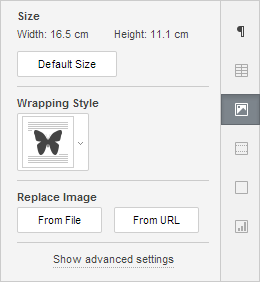 Size
Width: 16.5 cm Height: 11.1 cm
Default Size
Wrapping Style
Replace Image
From File From URL
Show advanced settings